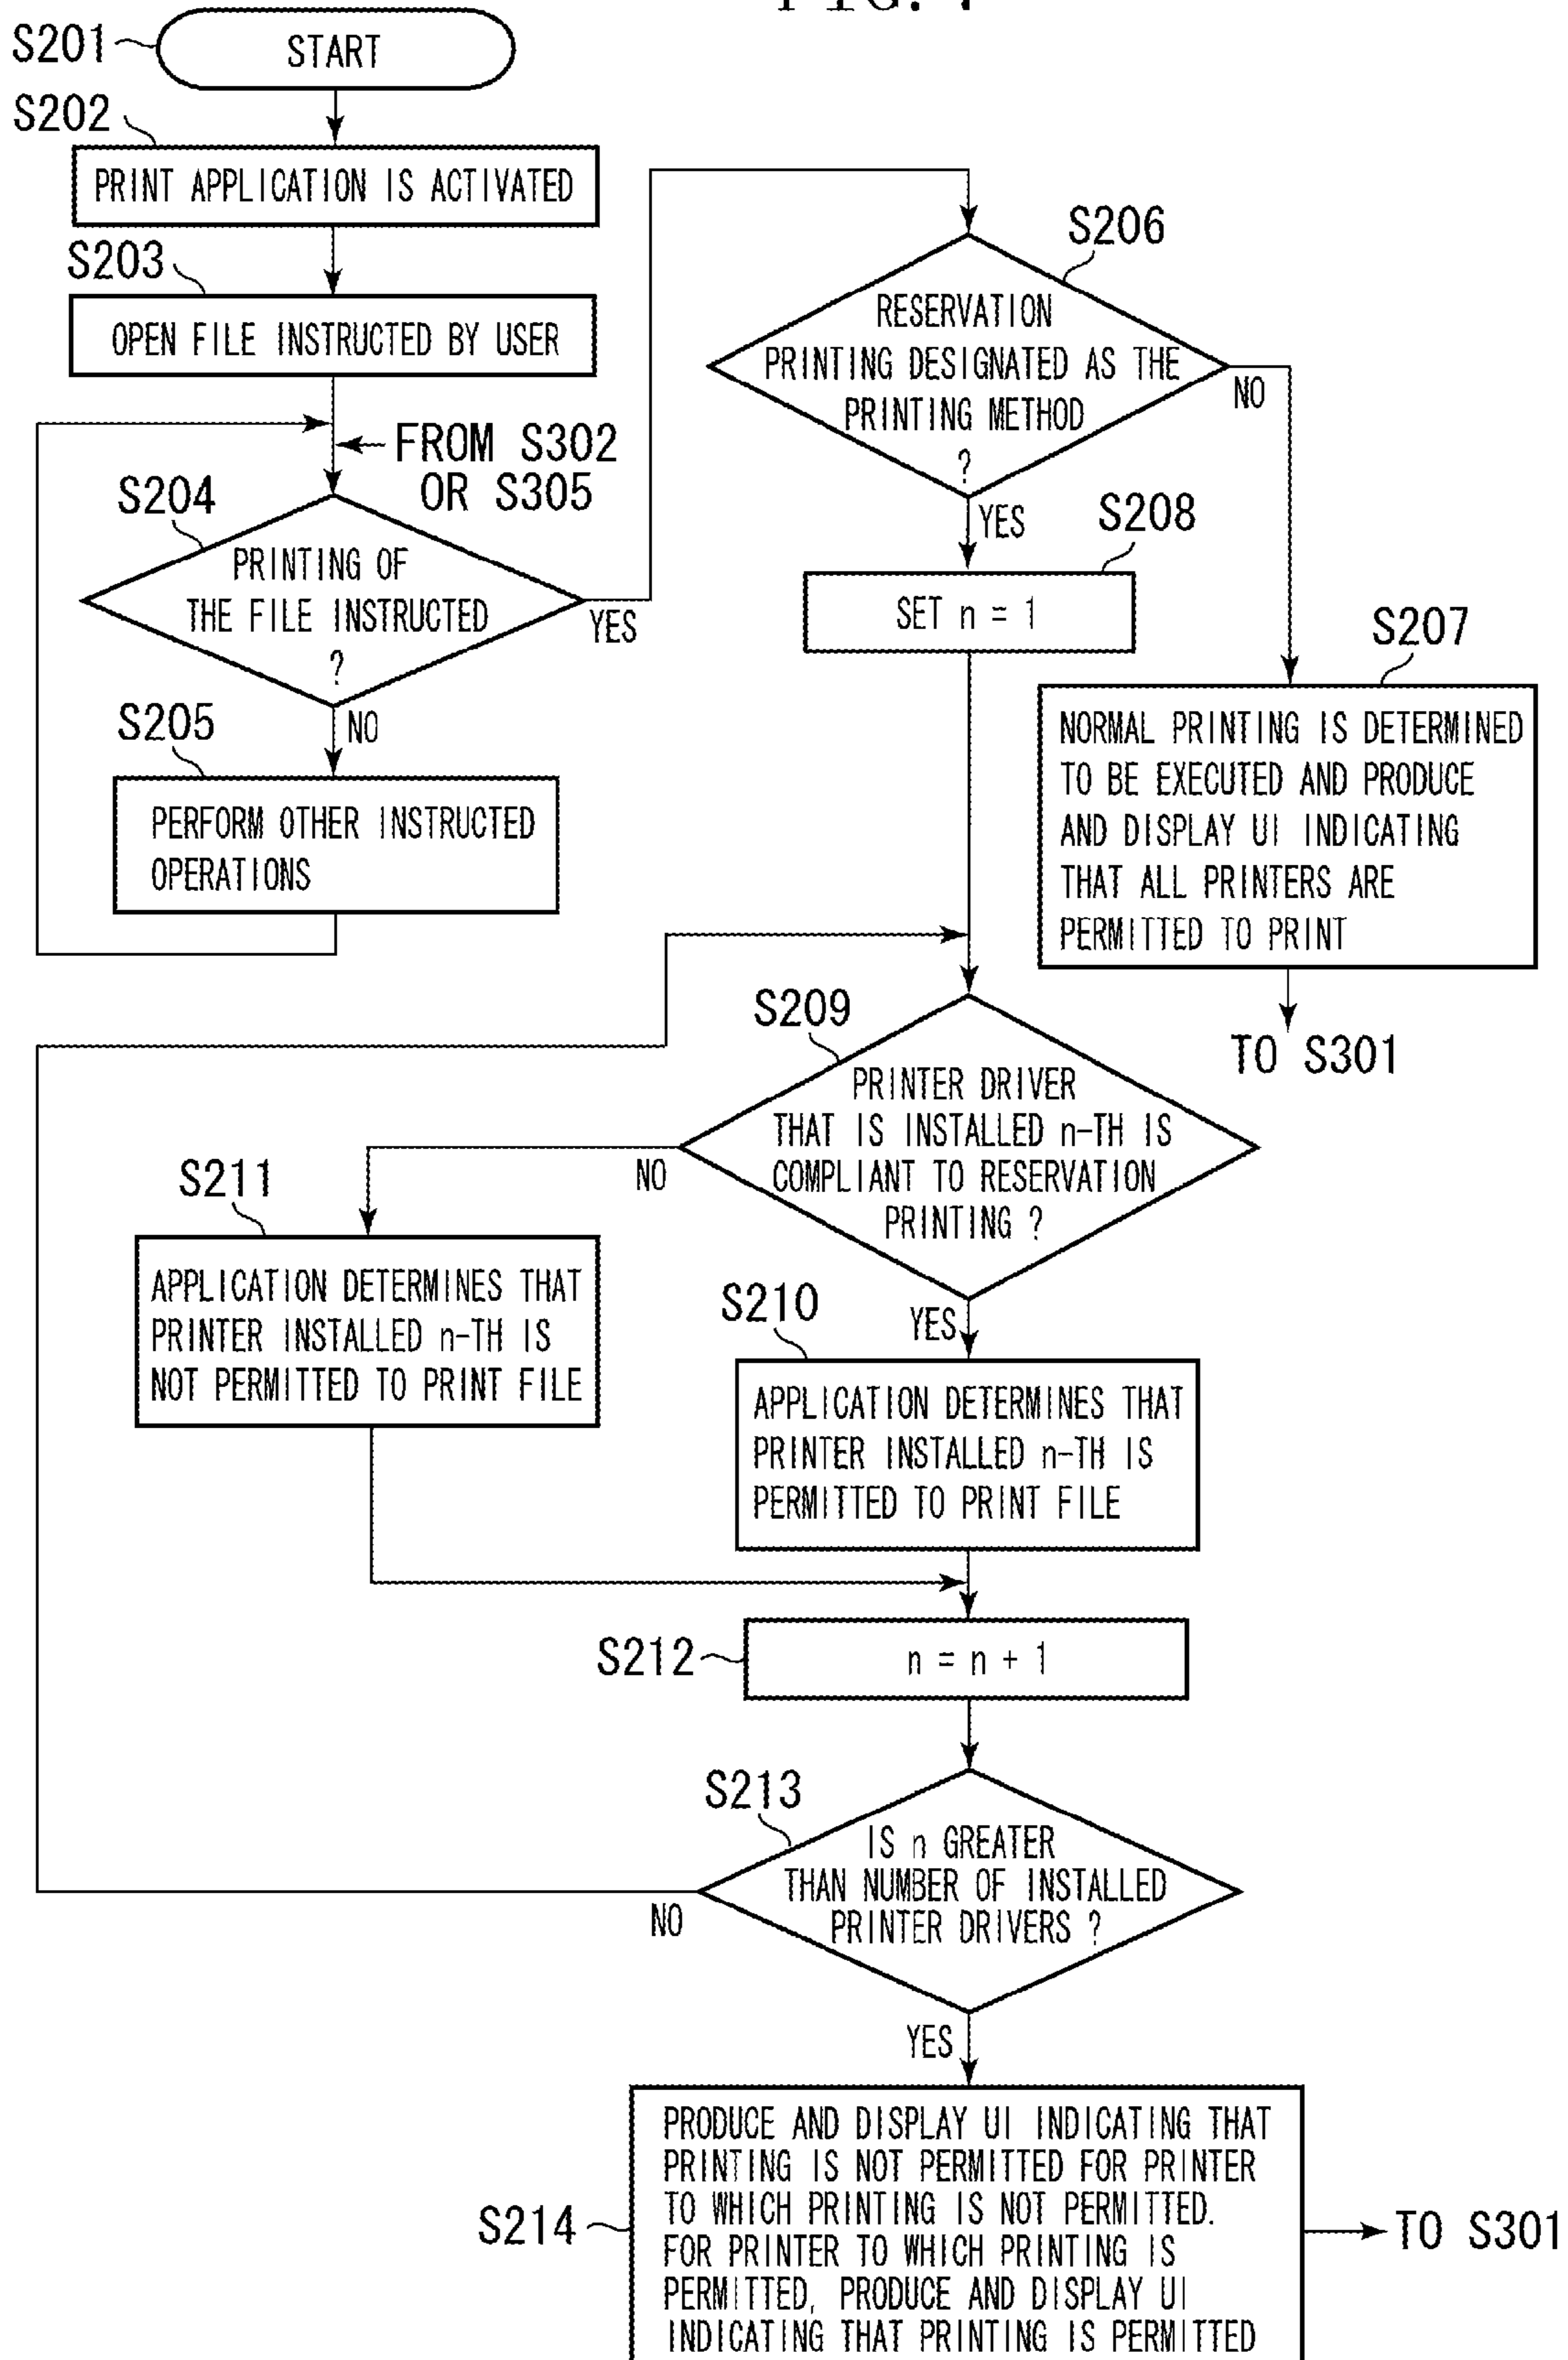 FIG.
S201
START
S202
PRINT APPLICATION IS ACTIVATED
S203
OPEN FILE INSTRUCTED BY USER
FROM S302
OR S305
S204
PRINTING OF
THE FILE INSTRUCTED
?
YES
NO
S205
PERFORM OTHER INSTRUCTED
OPERATIONS
S206
RESERVATION
PRINTING DESIGNATED AS THE
PRINTING METHOD
?
NO
YES
S208
SET n = 1
S207
NORMAL PRINTING IS DETERMINED
TO BE EXECUTED AND PRODUCE
AND DISPLAY UI INDICATING
THAT ALL PRINTERS ARE
PERMITTED TO PRINT
TO S301
S209
PRINTER DRIVER
THAT IS INSTALLED n-TH IS
COMPLIANT TO RESERVATION
PRINTING ?
NO
YES
S211
APPLICATION DETERMINES THAT
PRINTER INSTALLED n-TH IS
NOT PERMITTED TO PRINT FILE
S210
APPLICATION DETERMINES THAT
PRINTER INSTALLED n-TH IS
PERMITTED TO PRINT FILE
S212
n = n + 1
S213
IS n GREATER
THAN NUMBER OF INSTALLED
PRINTER DRIVERS ?
NO
YES
S214
PRODUCE AND DISPLAY UI INDICATING THAT
PRINTING IS NOT PERMITTED FOR PRINTER
TO WHICH PRINTING IS NOT PERMITTED.
FOR PRINTER TO WHICH PRINTING IS
PERMITTED, PRODUCE AND DISPLAY UI
INDICATING THAT PRINTING IS PERMITTED
TO S301